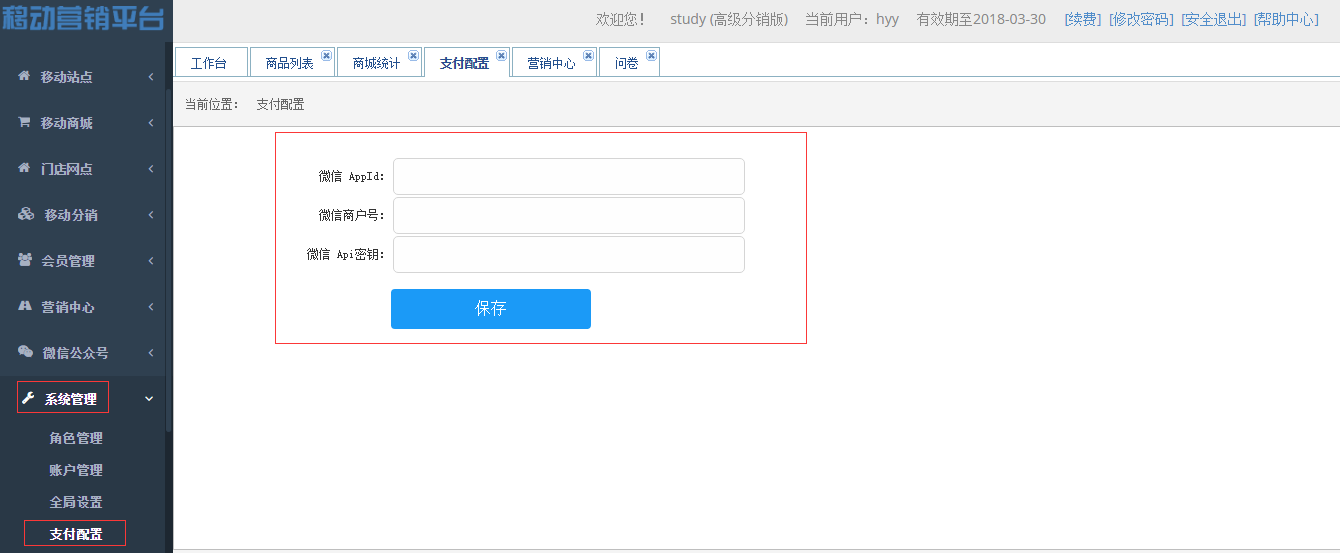 移动营销平台
欢迎您！ study (高级分销版) 当前用户：hyy 有效期至2018-03-30 [续费] [修改密码] [安全退出] [帮助中心]
工作台 商品列表 商城统计 支付配置 营销中心 问卷
当前位置： 支付配置
移动站点
移动商城
门店网点
移动分销
会员管理
营销中心
微信公众号
系统管理
角色管理
账户管理
全局设置
支付配置
微信 AppId：
微信商户号：
微信 Api密钥：
保存